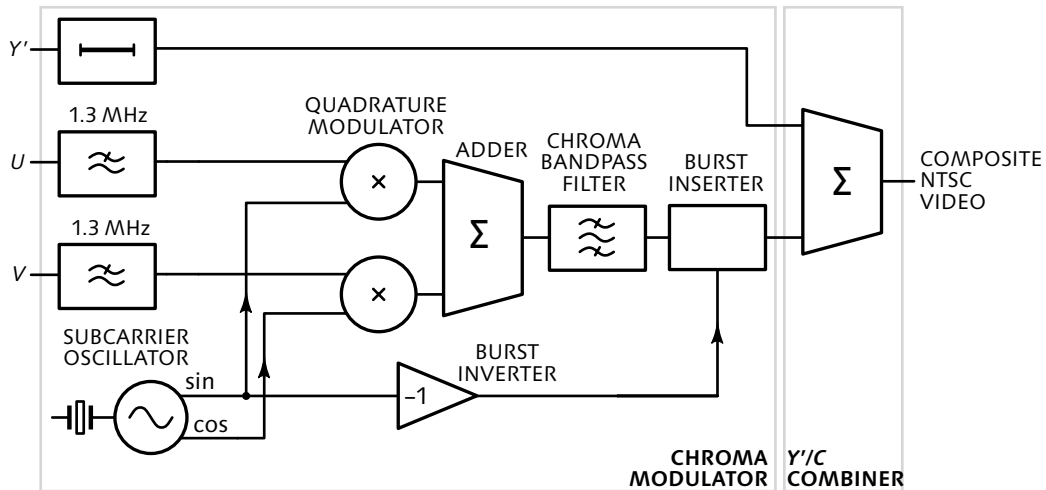 Y'
1.3 MHz
U
1.3 MHz
V
QUADRATURE
MODULATOR
×
×
ADDER
Σ
CHROMA
BANDPASS
FILTER
BURST
INSERTER
Σ
COMPOSITE
NTSC
VIDEO
SUBCARRIER
OSCILLATOR
sin
cos
BURST
INVERTER
–1
CHROMA
MODULATOR
Y'/C
COMBINER